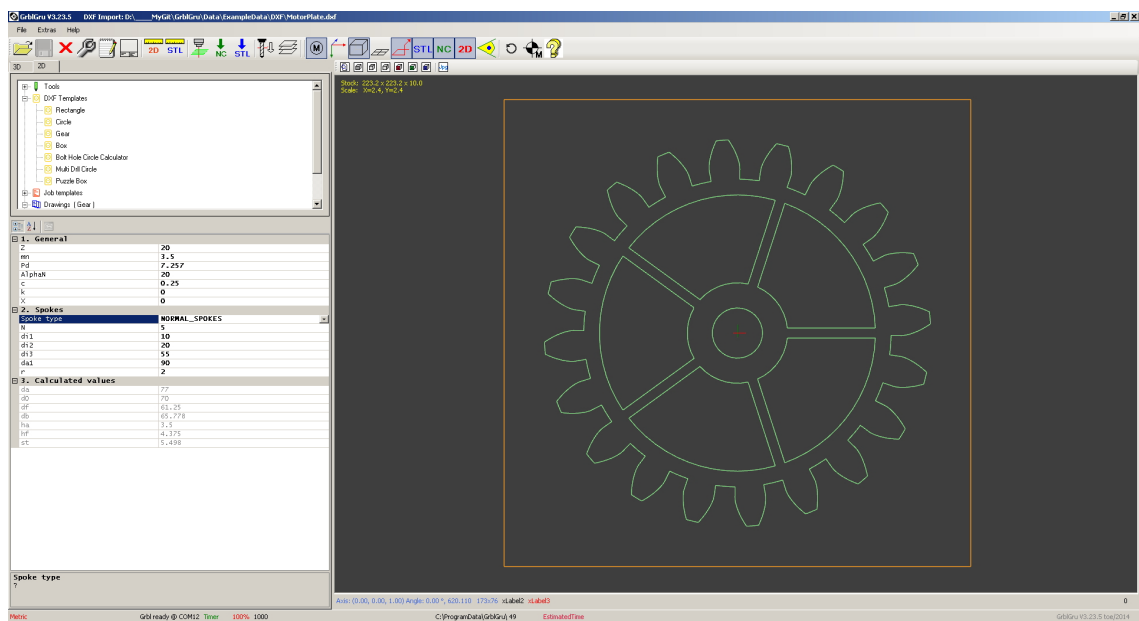 GrblGru V3.23.5 DXF Import: D:\____MyGit\GrblGru\Data\ExampleData\DXF\MotorPlate.dxf
File Extras Help
2D STL NC STL M STL NC 2D M
3D 2D
Tools
DXF Templates
Rectangle
Circle
Gear
Box
Bolt Hole Circle Calculator
Multi Drill Circle
Puzzle Box
Job templates
Drawings ( Gear )
1. General
Z 20
mn 3.5
Pd 7.257
AlphaN 20
c 0.25
k 0
X 0
2. Spokes
Spoke type NORMAL_SPOKES
N 5
di1 10
di2 20
di3 55
da1 90
r 2
3. Calculated values
da 77
d0 70
df 61.25
db 65.778
ha 3.5
hf 4.375
st 5.498
Spoke type
?
Stock: 223.2 x 223.2 x 10.0
Scale: X=2.4, Y=2.4
Axis: (0.00, 0.00, 1.00) Angle: 0.00 °, 620.110 173x76 xLabel2 xLabel3 0
Metric Grbl ready @ COM12 Timer 100% 1000 C:\ProgramData\GrblGru\ 49 EstimatedTime GrblGru V3.23.5 toe/2014